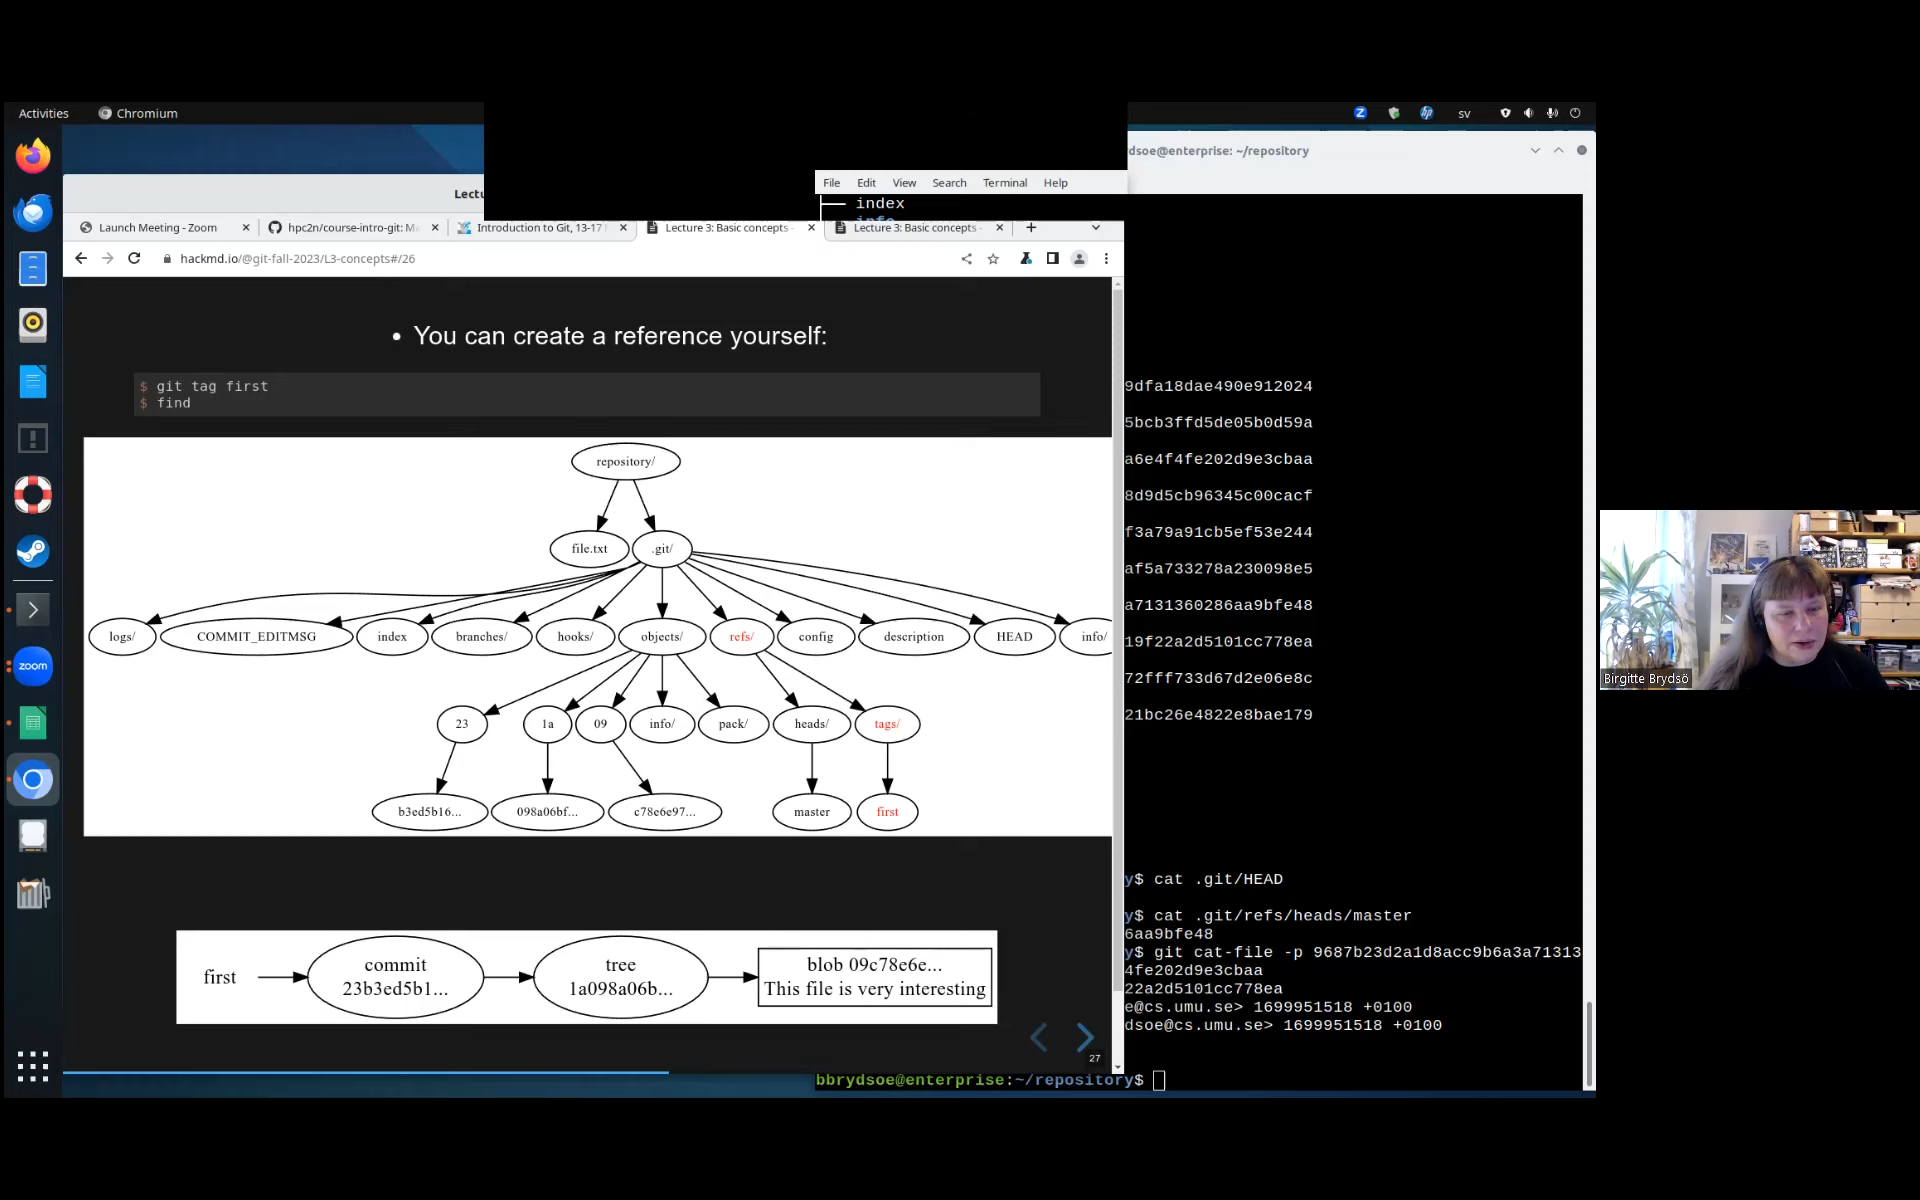 Activities
Chromium
sv
dsoe@enterprise: ~/repository
File Edit View Search Terminal Help
index
info
Lectu
Launch Meeting - Zoom
hpc2n/course-intro-git: M
Introduction to Git, 13-17
Lecture 3: Basic concepts -
Lecture 3: Basic concepts -
hackmd.io/@git-fall-2023/L3-concepts#/26
• You can create a reference yourself:
$ git tag first
$ find
repository/
file.txt
.git/
logs/
COMMIT_EDITMSG
index
branches/
hooks/
objects/
refs/
config
description
HEAD
info/
23
1a
09
info/
pack/
heads/
tags/
b3ed5b16...
098a06bf...
c78e6e97...
master
first
first
commit
23b3ed5b1...
tree
1a098a06b...
blob 09c78e6e...
This file is very interesting
27
zoom
9dfa18dae490e912024
5bcb3ffd5de05b0d59a
a6e4f4fe202d9e3cbaa
8d9d5cb96345c00cacf
f3a79a91cb5ef53e244
af5a733278a230098e5
a7131360286aa9bfe48
19f22a2d5101cc778ea
72fff733d67d2e06e8c
21bc26e4822e8bae179
y$ cat .git/HEAD
y$ cat .git/refs/heads/master
6aa9bfe48
y$ git cat-file -p 9687b23d2a1d8acc9b6a3a71313
4fe202d9e3cbaa
22a2d5101cc778ea
e@cs.umu.se> 1699951518 +0100
dsoe@cs.umu.se> 1699951518 +0100
bbrydsoe@enterprise:~/repository$
Birgitte Brydsö